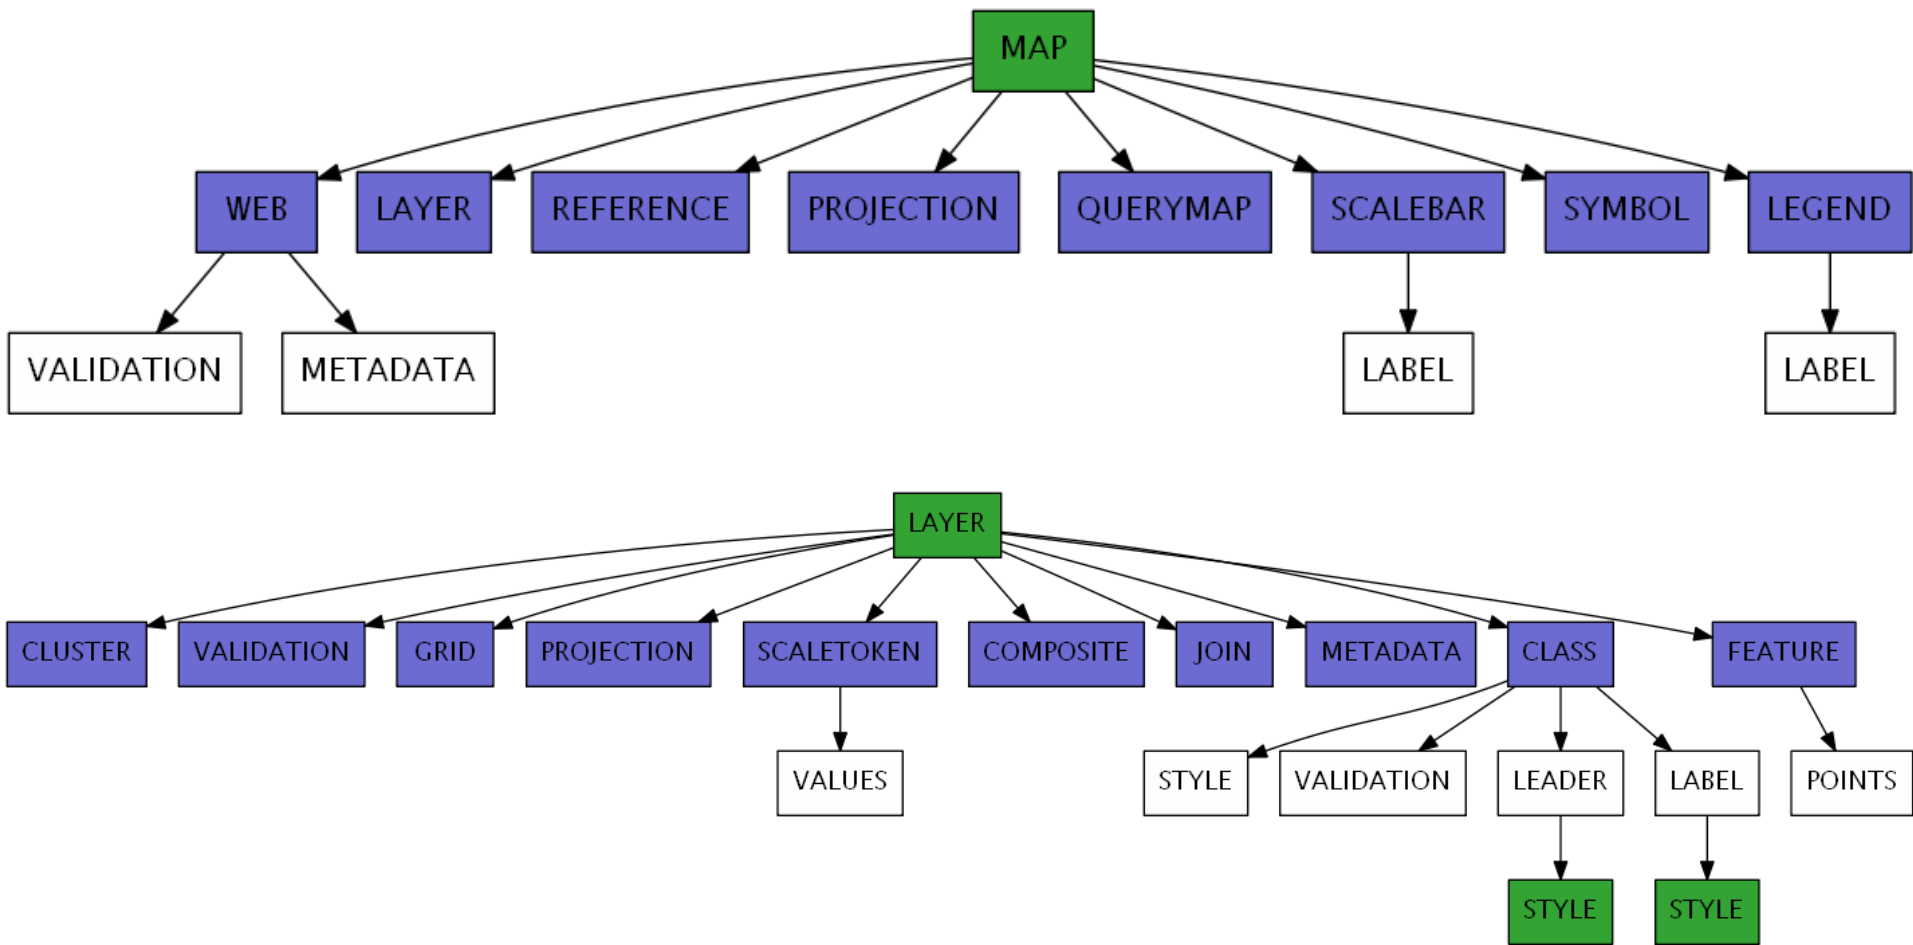 MAP
WEB LAYER REFERENCE PROJECTION QUERYMAP SCALEBAR SYMBOL LEGEND
VALIDATION METADATA LABEL LABEL
LAYER
CLUSTER VALIDATION GRID PROJECTION SCALETOKEN COMPOSITE JOIN METADATA CLASS FEATURE
VALUES STYLE VALIDATION LEADER LABEL POINTS
STYLE STYLE